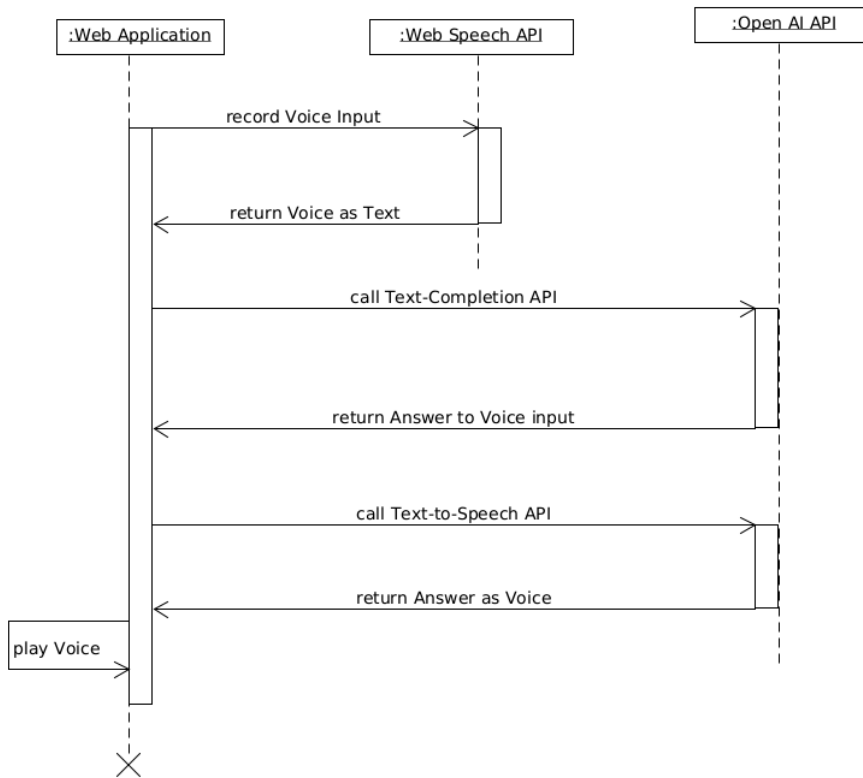 :Web Application
:Web Speech API
:Open AI API
record Voice Input
return Voice as Text
call Text-Completion API
return Answer to Voice input
call Text-to-Speech API
return Answer as Voice
play Voice